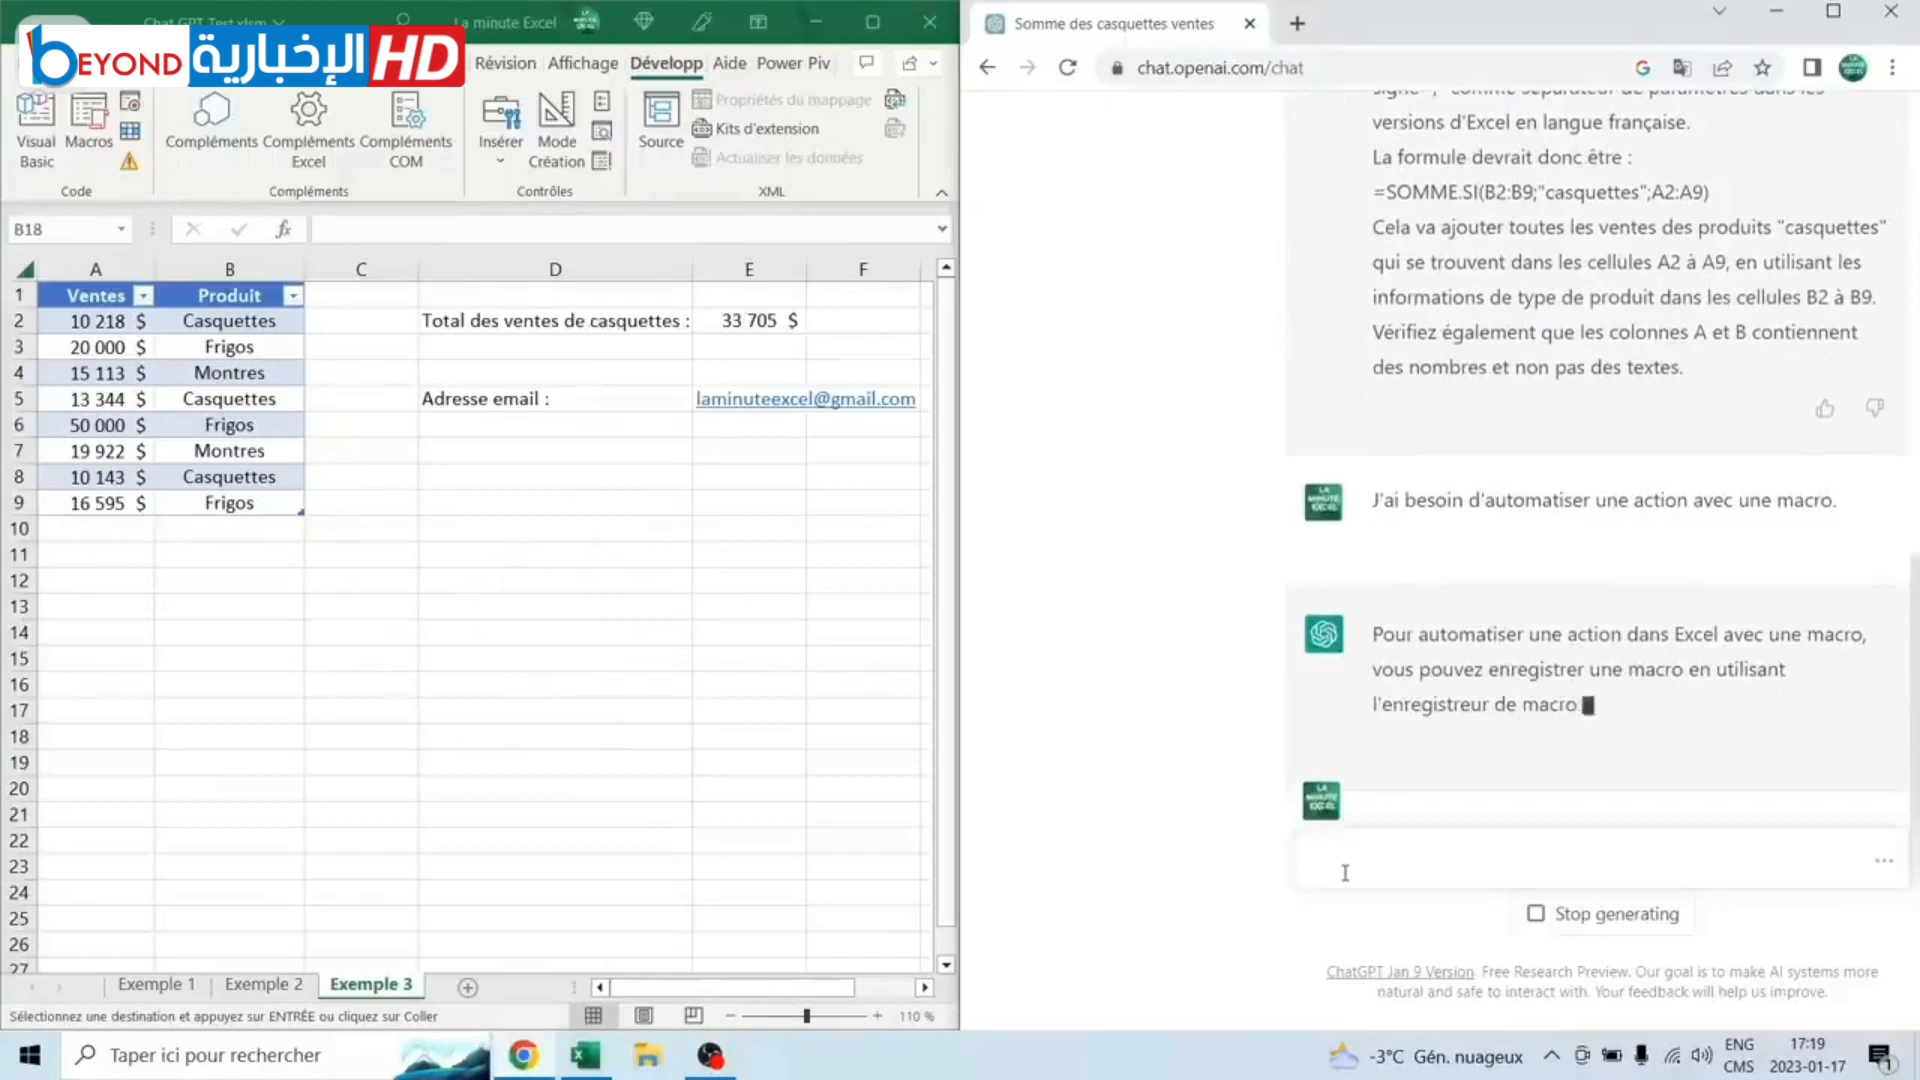 Chat GPT Test.xlsm
La minute Excel
BEYOND الإخبارية HD
Révision Affichage Développ Aide Power Piv
Visual Basic
Macros
Compléments
Compléments Excel
Compléments COM
Insérer
Mode Création
Source
Propriétés du mappage
Kits d'extension
Actualiser les données
Code
Compléments
Contrôles
XML
B18
fx
A B C D E F
1 Ventes Produit
2 10 218 $ Casquettes Total des ventes de casquettes : 33 705 $
3 20 000 $ Frigos
4 15 113 $ Montres
5 13 344 $ Casquettes Adresse email : laminuteexcel@gmail.com
6 50 000 $ Frigos
7 19 922 $ Montres
8 10 143 $ Casquettes
9 16 595 $ Frigos
10
11
12
13
14
15
16
17
18
19
20
21
22
23
24
25
26
27
Exemple 1 Exemple 2 Exemple 3
Sélectionnez une destination et appuyez sur ENTRÉE ou cliquez sur Coller
110 %
Somme des casquettes ventes
chat.openai.com/chat
signe ";" comme séparateur de paramètres dans les
versions d'Excel en langue française.
La formule devrait donc être :
=SOMME.SI(B2:B9;"casquettes";A2:A9)
Cela va ajouter toutes les ventes des produits "casquettes"
qui se trouvent dans les cellules A2 à A9, en utilisant les
informations de type de produit dans les cellules B2 à B9.
Vérifiez également que les colonnes A et B contiennent
des nombres et non pas des textes.
LA MINUTE EXCEL
J'ai besoin d'automatiser une action avec une macro.
Pour automatiser une action dans Excel avec une macro,
vous pouvez enregistrer une macro en utilisant
l'enregistreur de macro
LA MINUTE EXCEL
Stop generating
ChatGPT Jan 9 Version. Free Research Preview. Our goal is to make AI systems more
natural and safe to interact with. Your feedback will help us improve.
Taper ici pour rechercher
-3°C Gén. nuageux
ENG
CMS
17:19
2023-01-17
1